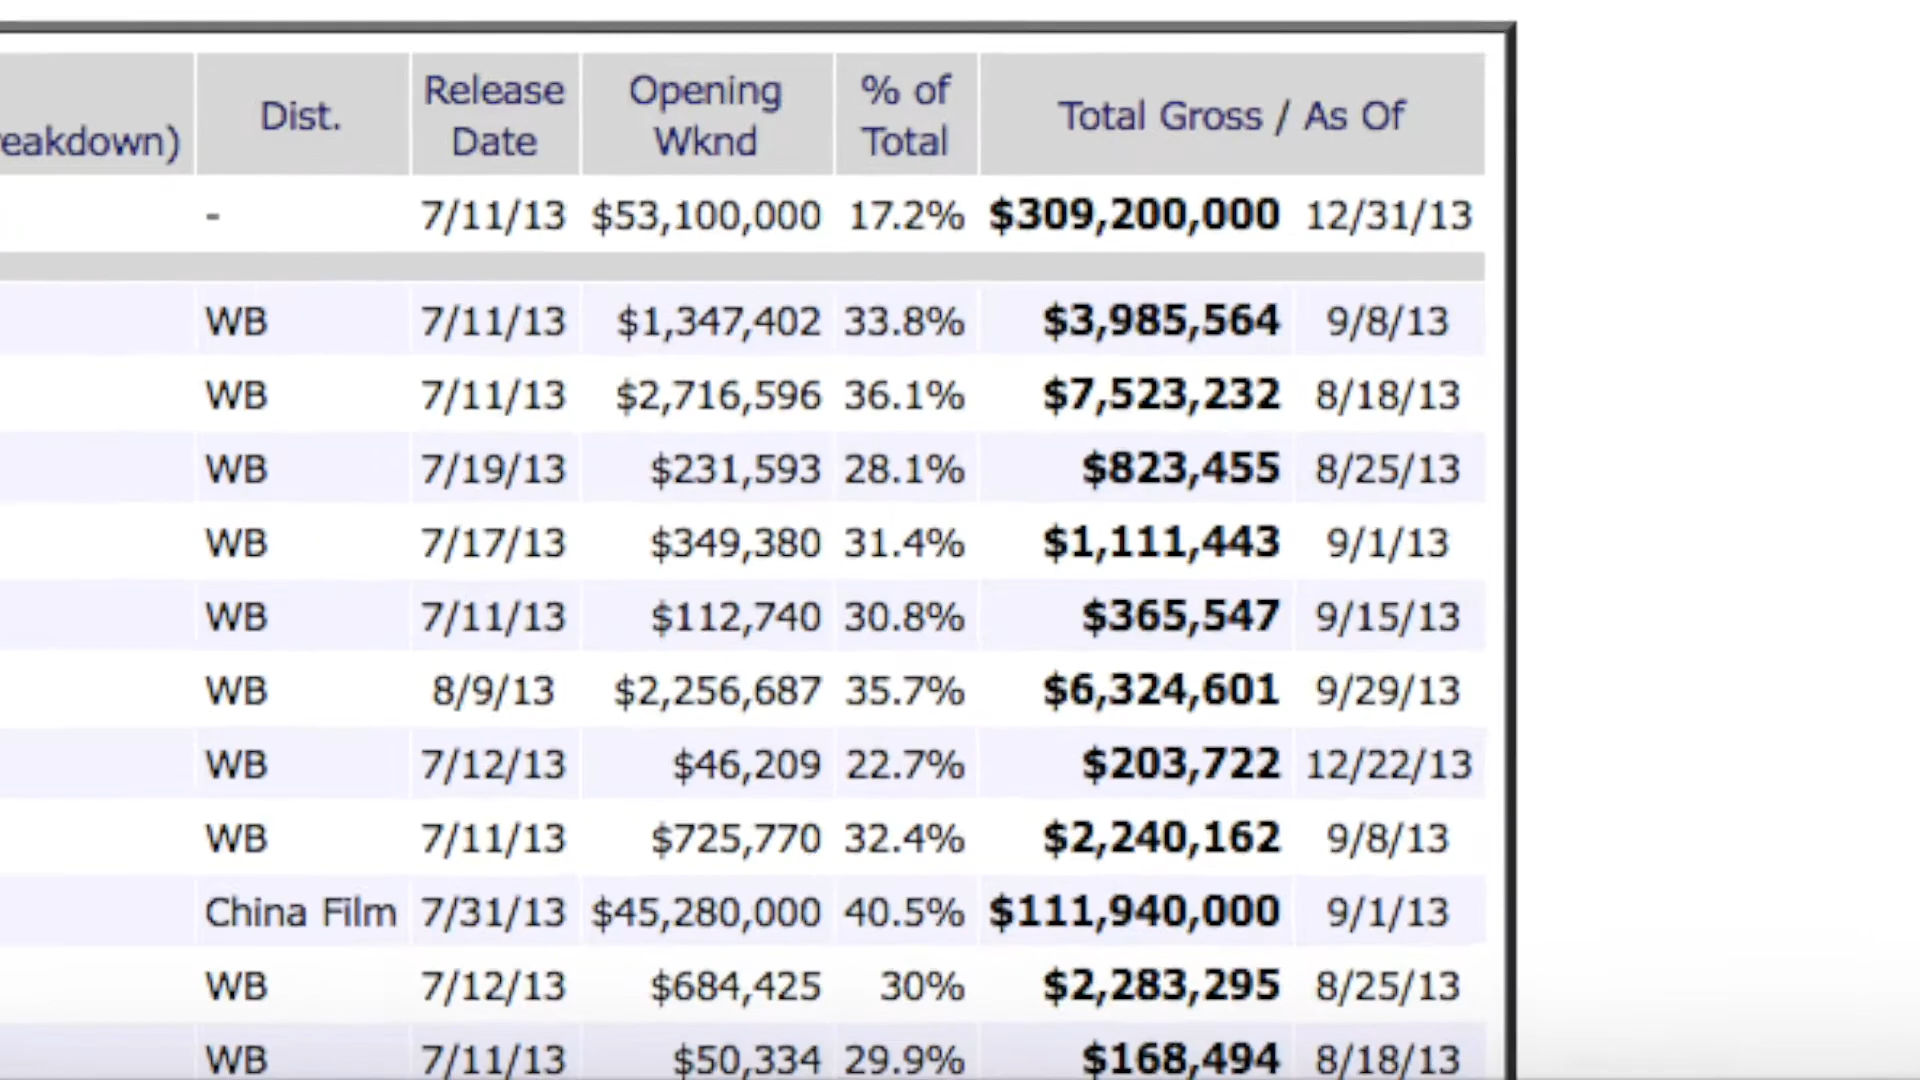 reakdown) Dist. Release Date Opening Wknd % of Total Total Gross / As Of
- 7/11/13 $53,100,000 17.2% $309,200,000 12/31/13
WB 7/11/13 $1,347,402 33.8% $3,985,564 9/8/13
WB 7/11/13 $2,716,596 36.1% $7,523,232 8/18/13
WB 7/19/13 $231,593 28.1% $823,455 8/25/13
WB 7/17/13 $349,380 31.4% $1,111,443 9/1/13
WB 7/11/13 $112,740 30.8% $365,547 9/15/13
WB 8/9/13 $2,256,687 35.7% $6,324,601 9/29/13
WB 7/12/13 $46,209 22.7% $203,722 12/22/13
WB 7/11/13 $725,770 32.4% $2,240,162 9/8/13
China Film 7/31/13 $45,280,000 40.5% $111,940,000 9/1/13
WB 7/12/13 $684,425 30% $2,283,295 8/25/13
WB 7/11/13 $50,334 29.9% $168,494 8/18/13